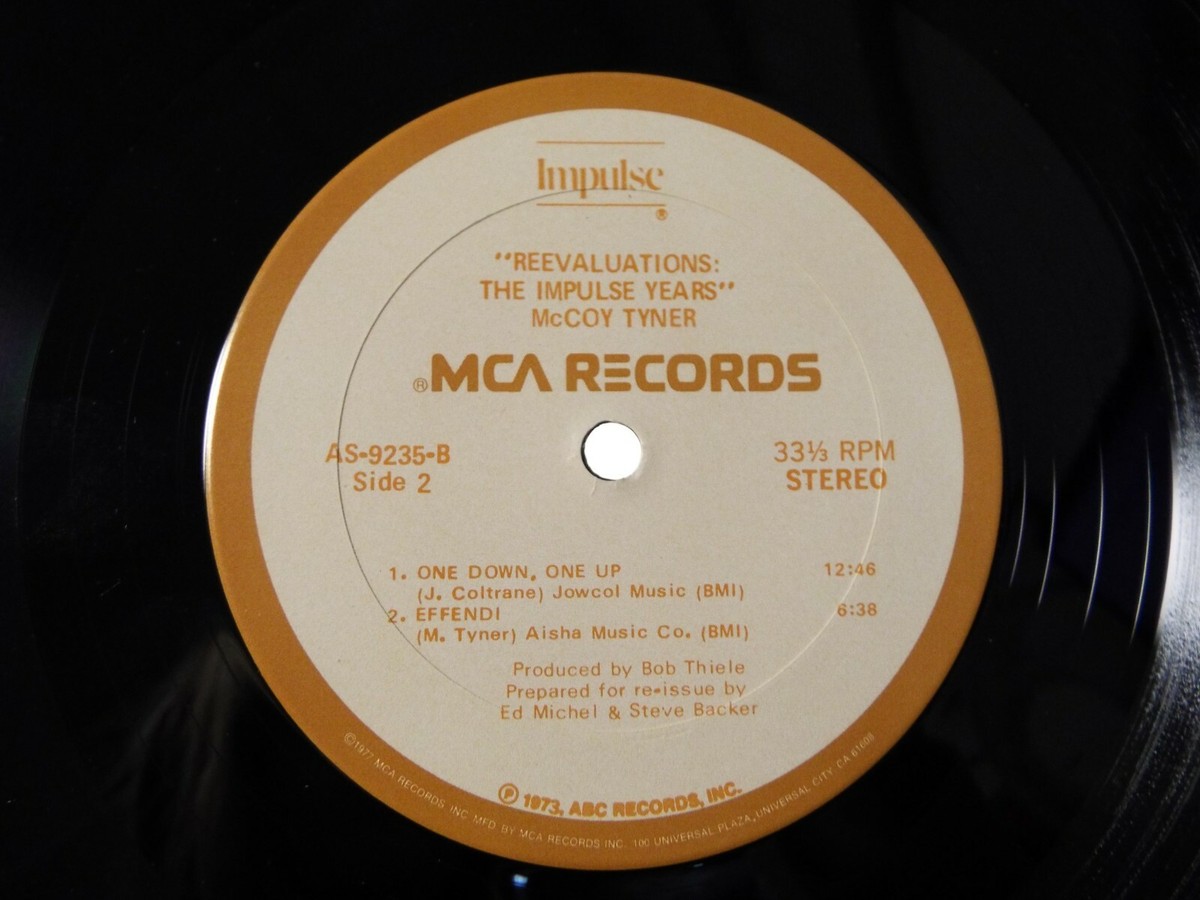 Impulse
®
"REEVALUATIONS:
THE IMPULSE YEARS"
McCOY TYNER
®MCA RECORDS
AS-9235-B
Side 2
33⅓ RPM
STEREO
1. ONE DOWN, ONE UP 12:46
(J. Coltrane) Jowcol Music (BMI)
2. EFFENDI 6:38
(M. Tyner) Aisha Music Co. (BMI)
Produced by Bob Thiele
Prepared for re-issue by
Ed Michel & Steve Backer
℗ 1973, ABC RECORDS, INC.
©1977 MCA RECORDS INC. MFD. BY MCA RECORDS INC. 100 UNIVERSAL PLAZA, UNIVERSAL CITY, CA 61608